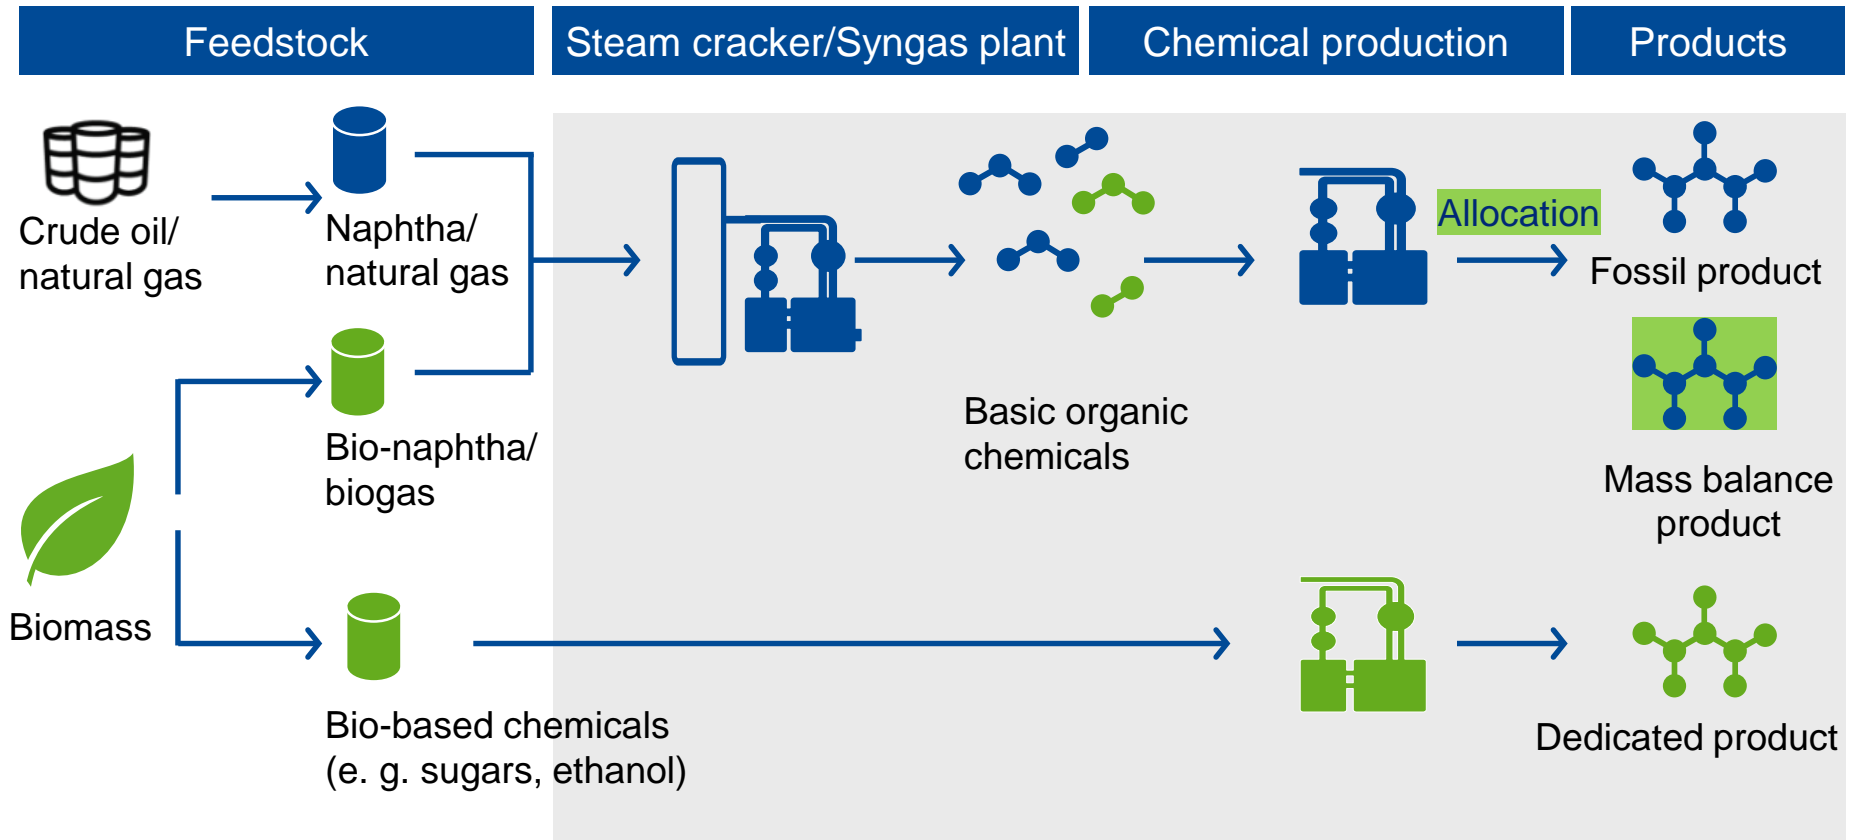 Feedstock
Steam cracker/Syngas plant
Chemical production
Products
Crude oil/
natural gas
Naphtha/
natural gas
Allocation
Fossil product
Bio-naphtha/
biogas
Basic organic
chemicals
Mass balance
product
Biomass
Bio-based chemicals
(e. g. sugars, ethanol)
Dedicated product